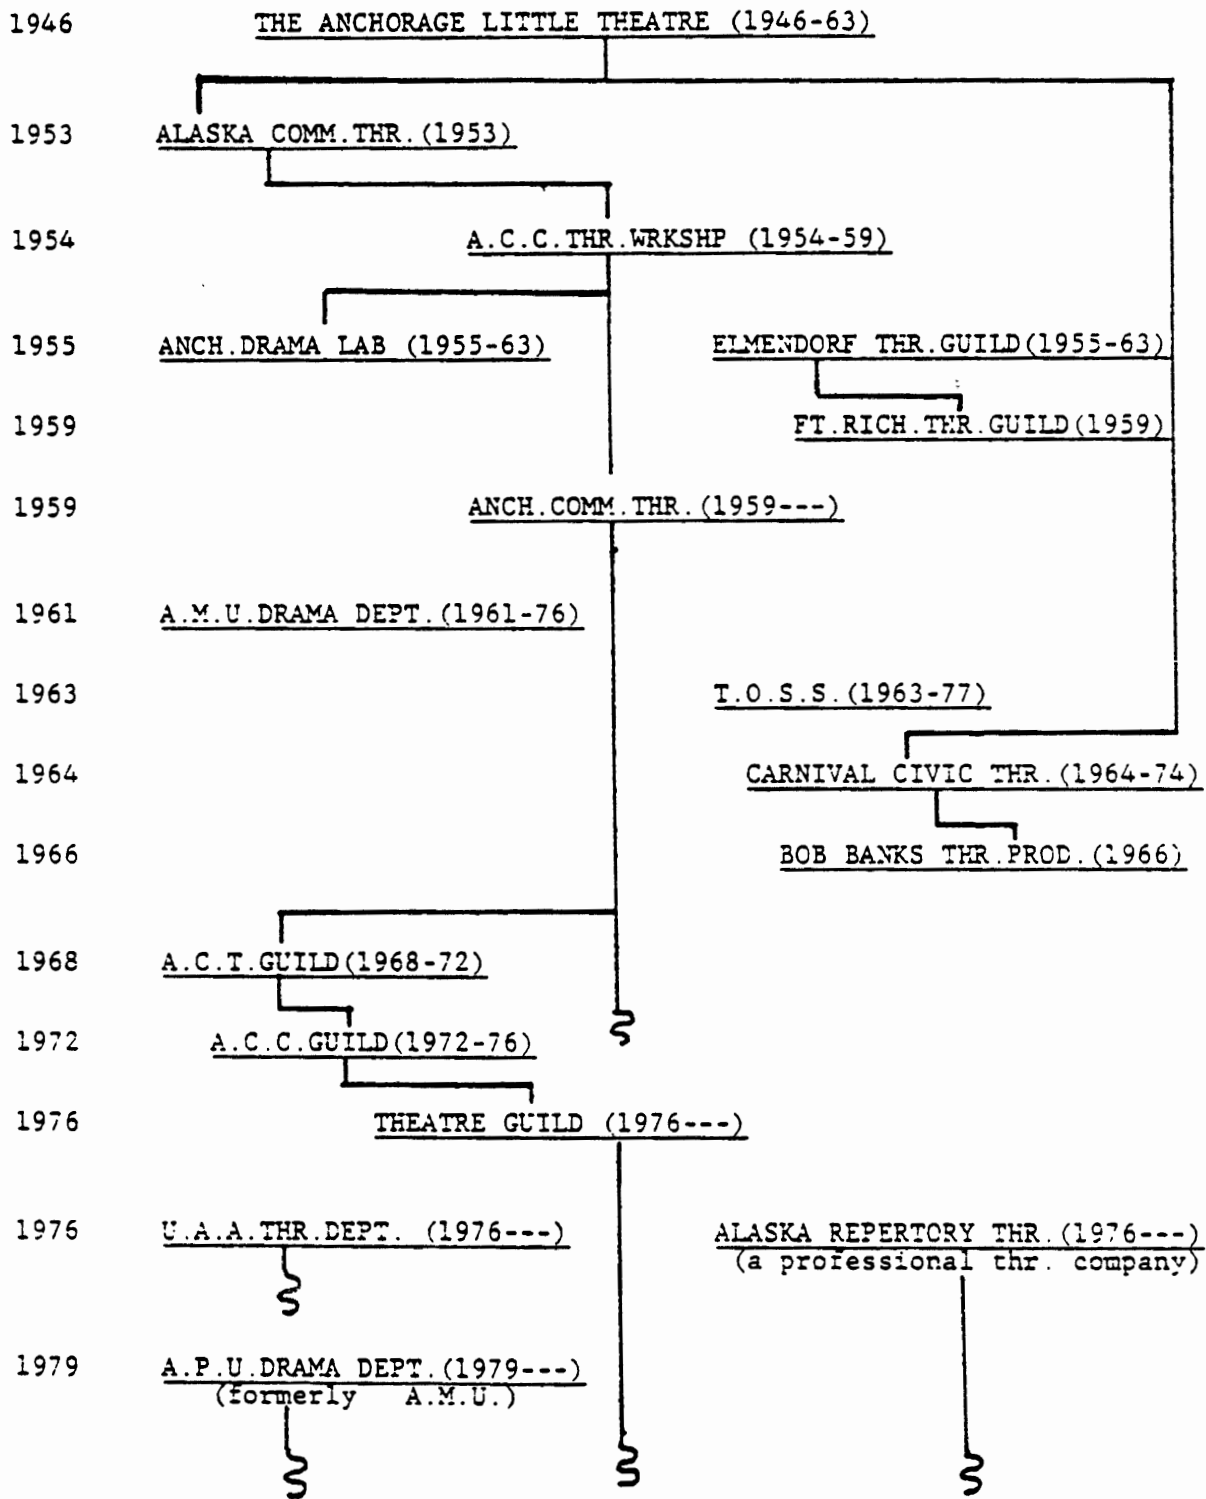 1946 THE ANCHORAGE LITTLE THEATRE (1946-63)
1953 ALASKA COMM.THR.(1953)
1954 A.C.C.THR.WRKSHP (1954-59)
1955 ANCH.DRAMA LAB (1955-63) ELMENDORF THR.GUILD(1955-63)
1959 FT.RICH.THR.GUILD(1959)
1959 ANCH.COMM.THR.(1959---)
1961 A.M.U.DRAMA DEPT.(1961-76)
1963 T.O.S.S.(1963-77)
1964 CARNIVAL CIVIC THR.(1964-74)
1966 BOB BANKS THR.PROD.(1966)
1968 A.C.T.GUILD(1968-72)
1972 A.C.C.GUILD(1972-76)
1976 THEATRE GUILD (1976---)
1976 U.A.A.THR.DEPT. (1976---) ALASKA REPERTORY THR.(1976---)
(a professional thr. company)
1979 A.P.U.DRAMA DEPT.(1979---)
(formerly A.M.U.)